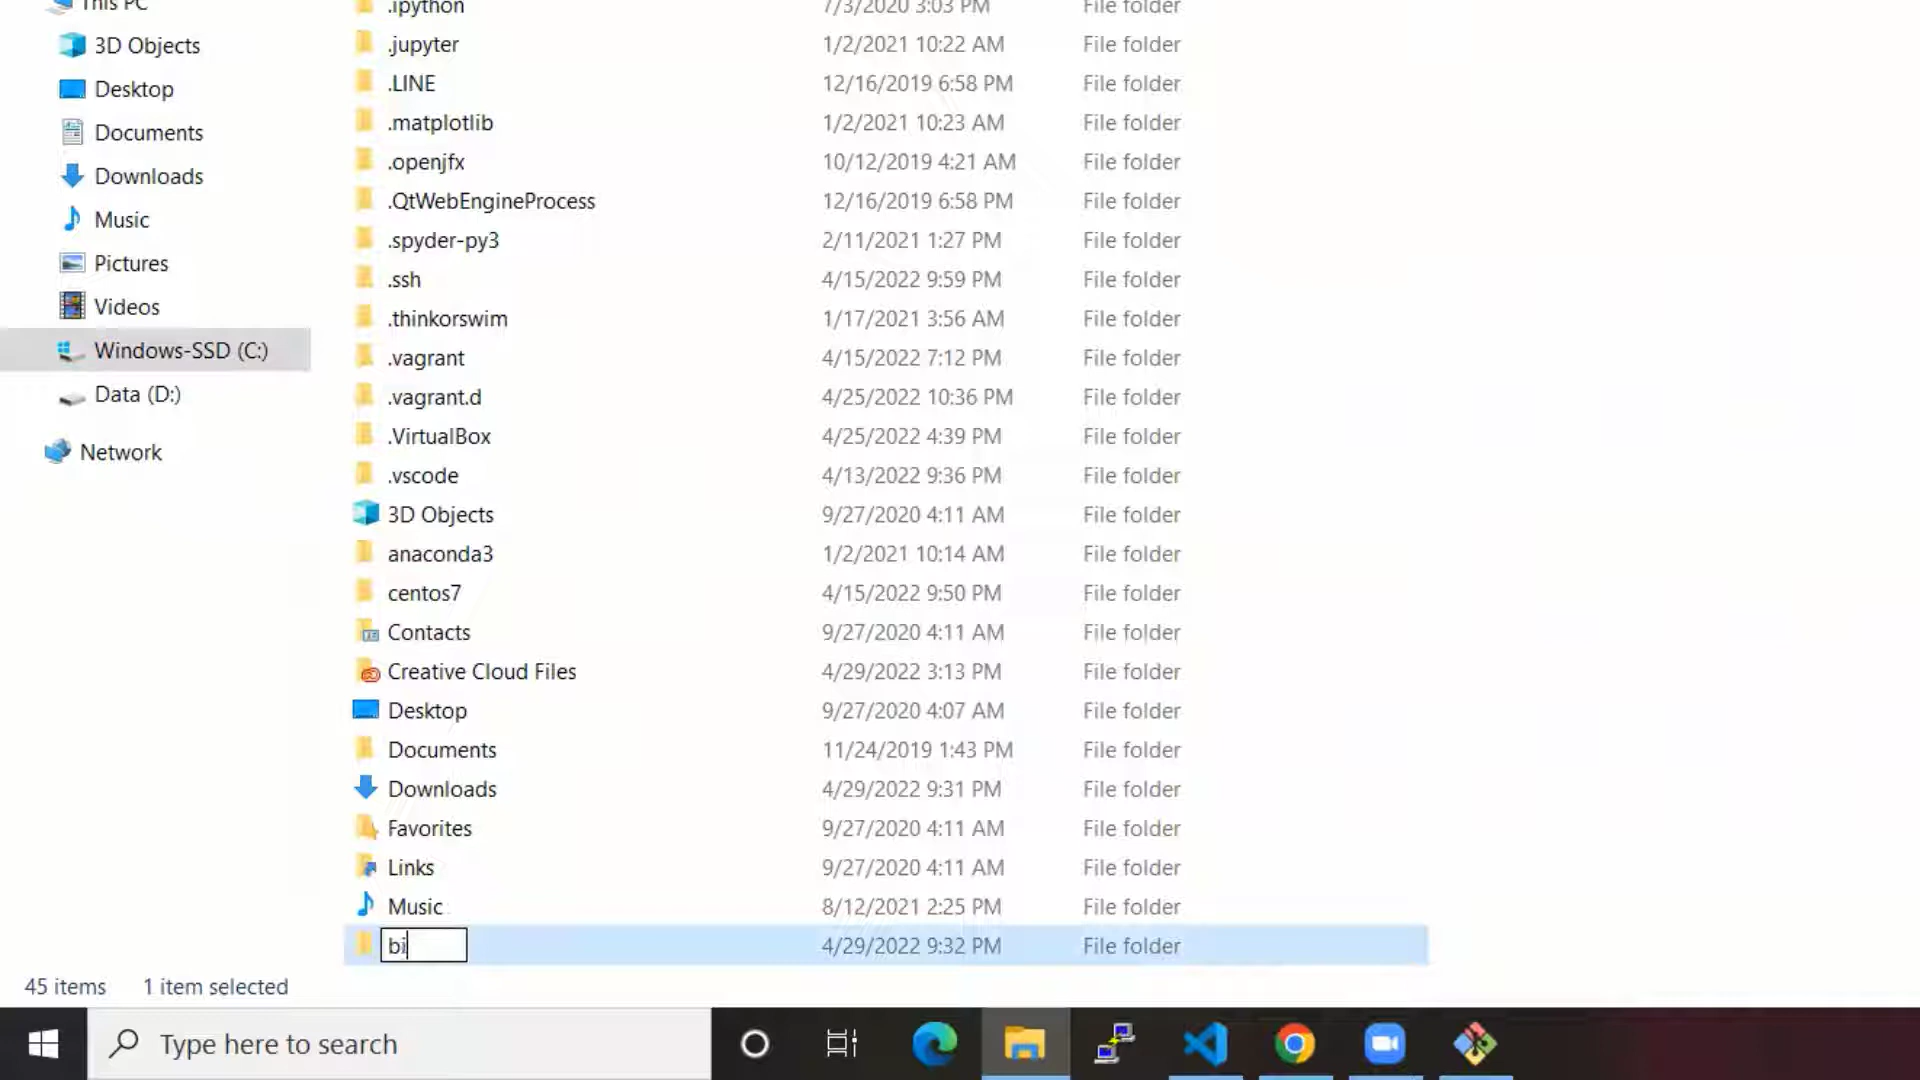 This PC
3D Objects
Desktop
Documents
Downloads
Music
Pictures
Videos
Windows-SSD (C:)
Data (D:)
Network
.ipython 7/3/2020 3:03 PM File folder
.jupyter 1/2/2021 10:22 AM File folder
.LINE 12/16/2019 6:58 PM File folder
.matplotlib 1/2/2021 10:23 AM File folder
.openjfx 10/12/2019 4:21 AM File folder
.QtWebEngineProcess 12/16/2019 6:58 PM File folder
.spyder-py3 2/11/2021 1:27 PM File folder
.ssh 4/15/2022 9:59 PM File folder
.thinkorswim 1/17/2021 3:56 AM File folder
.vagrant 4/15/2022 7:12 PM File folder
.vagrant.d 4/25/2022 10:36 PM File folder
.VirtualBox 4/25/2022 4:39 PM File folder
.vscode 4/13/2022 9:36 PM File folder
3D Objects 9/27/2020 4:11 AM File folder
anaconda3 1/2/2021 10:14 AM File folder
centos7 4/15/2022 9:50 PM File folder
Contacts 9/27/2020 4:11 AM File folder
Creative Cloud Files 4/29/2022 3:13 PM File folder
Desktop 9/27/2020 4:07 AM File folder
Documents 11/24/2019 1:43 PM File folder
Downloads 4/29/2022 9:31 PM File folder
Favorites 9/27/2020 4:11 AM File folder
Links 9/27/2020 4:11 AM File folder
Music 8/12/2021 2:25 PM File folder
bi 4/29/2022 9:32 PM File folder
45 items 1 item selected
Type here to search